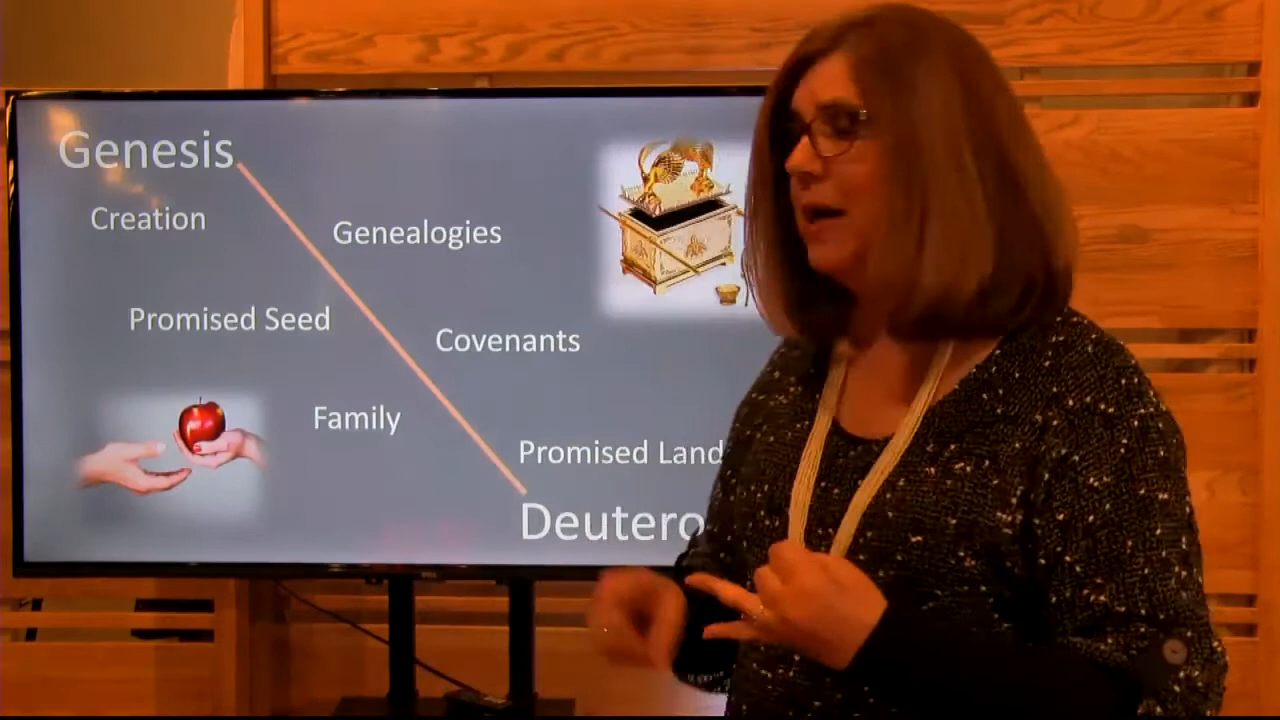 Genesis
Creation
Genealogies
Promised Seed
Covenants
Family
Promised Land
Deutero